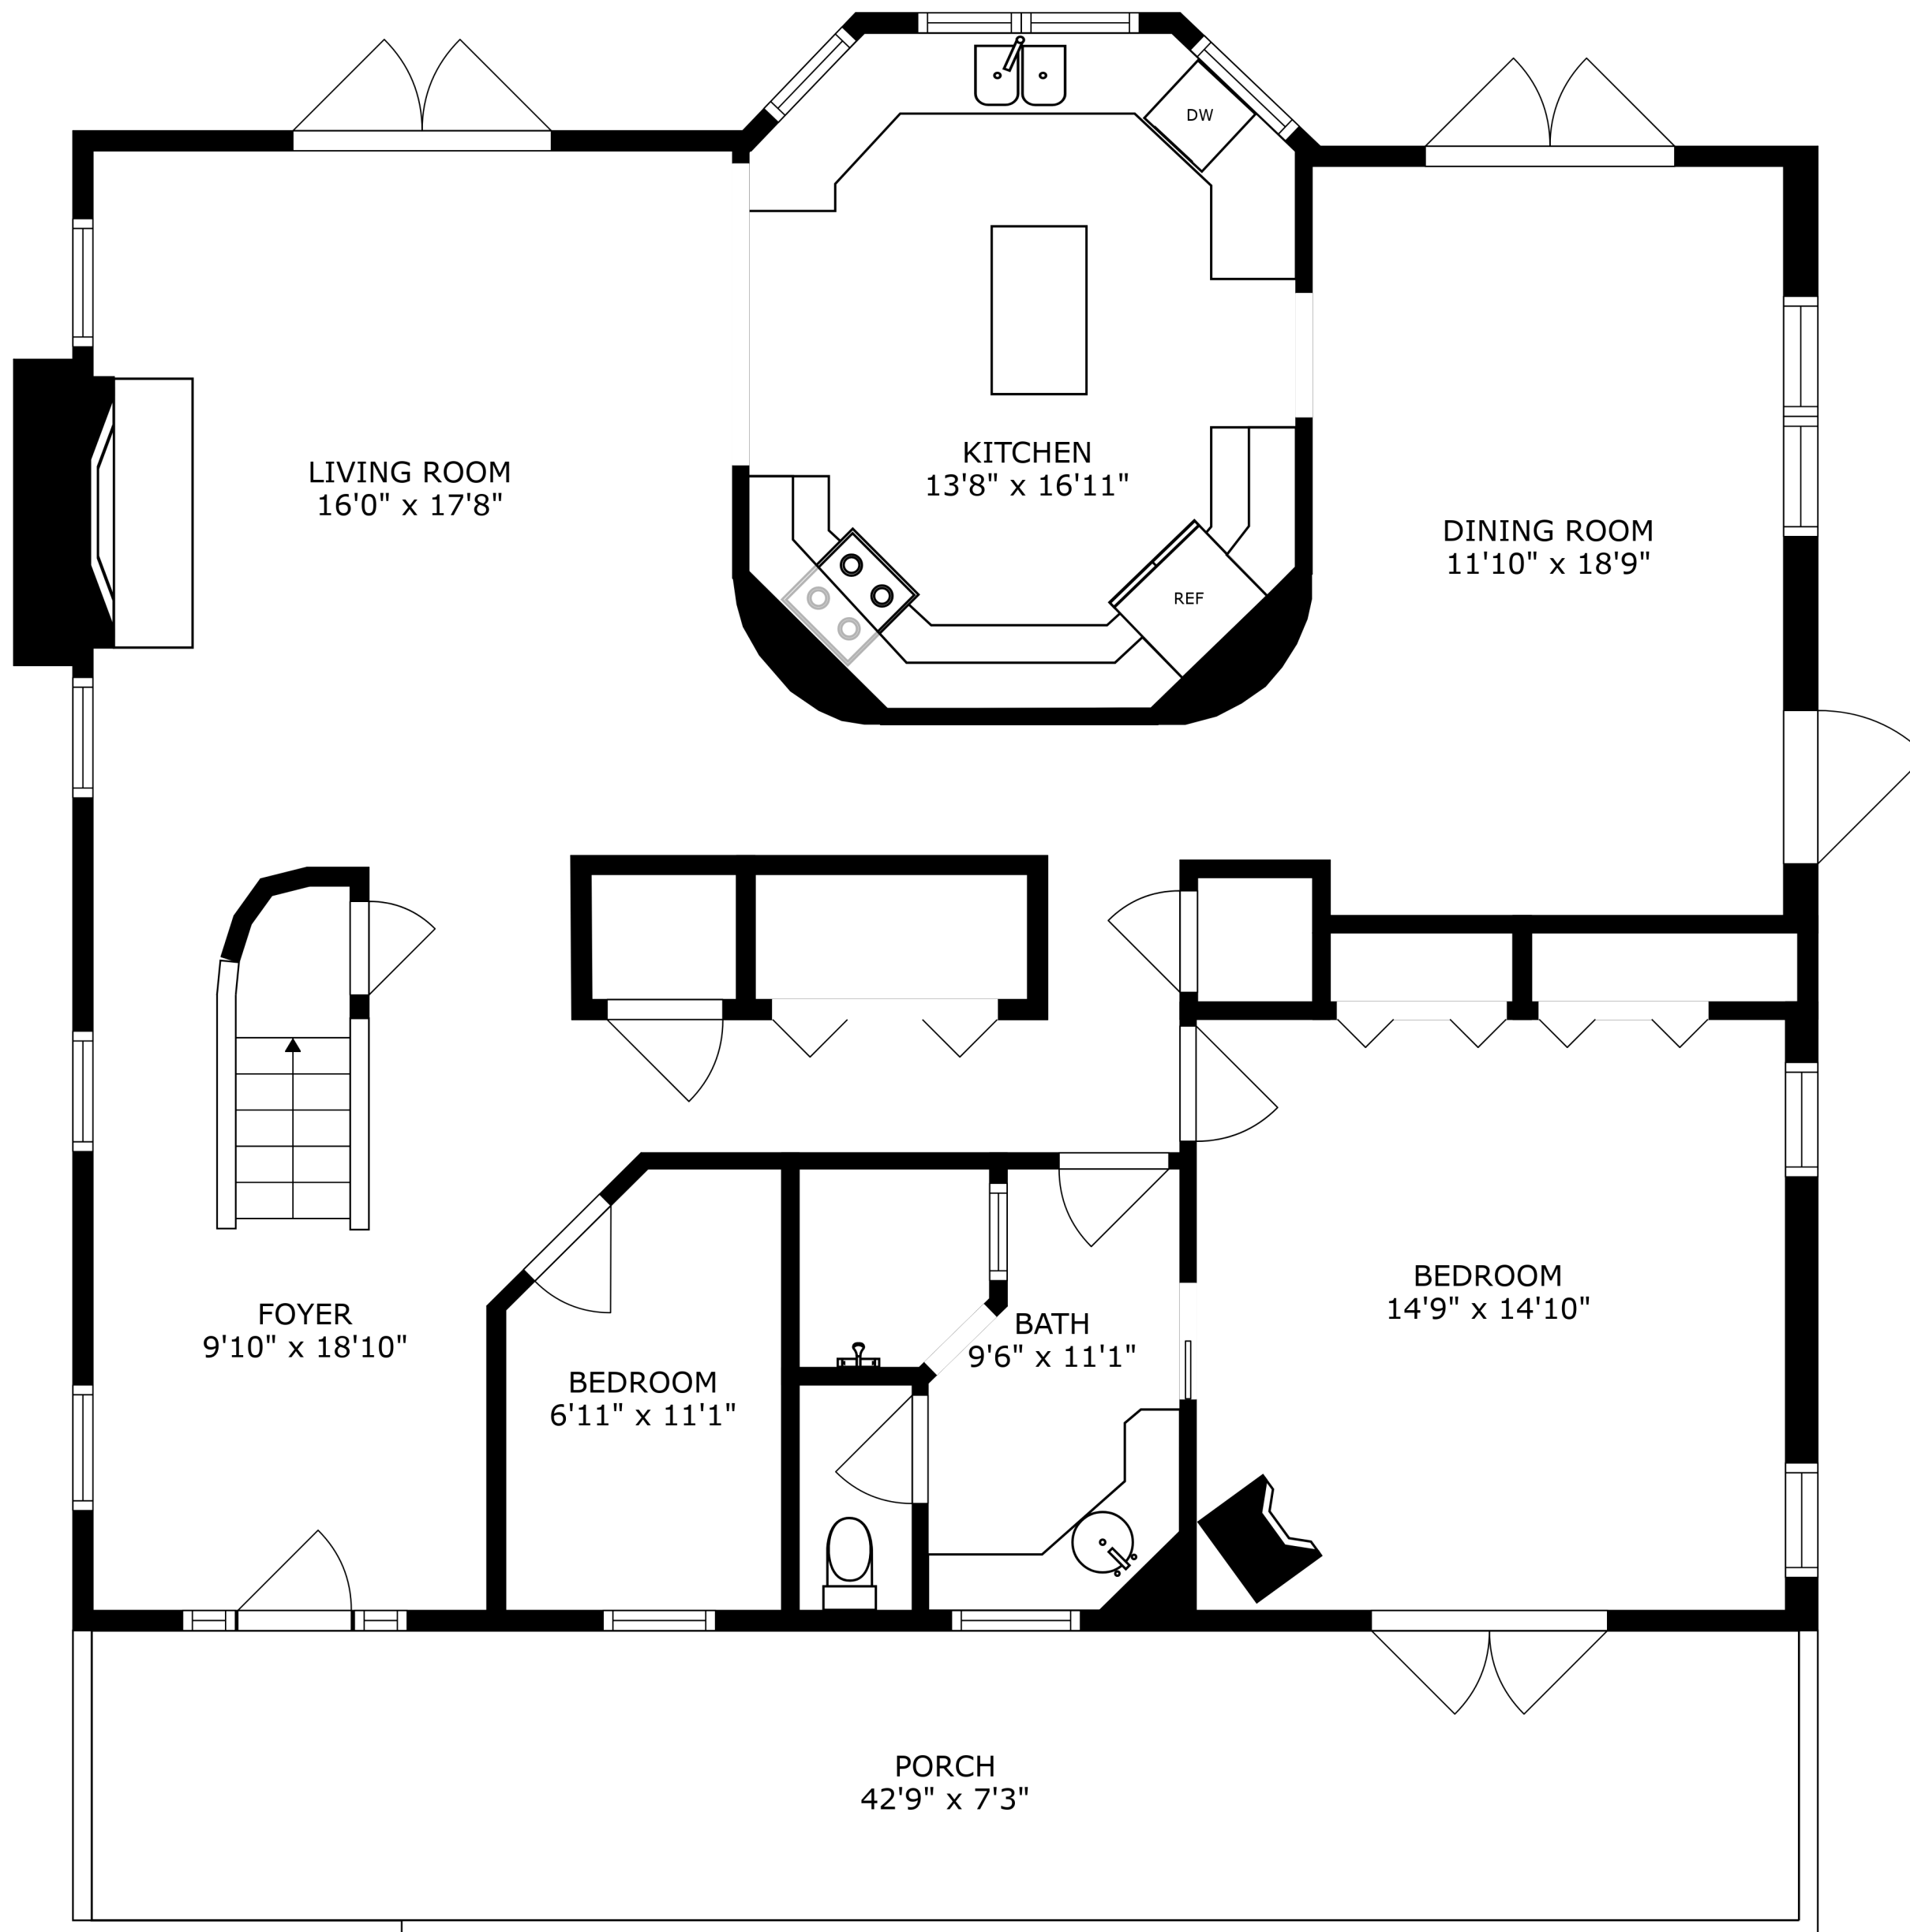 DW
KITCHEN
13'8" x 16'11"
LIVING ROOM
16'0" x 17'8"
DINING ROOM
11'10" x 18'9"
REF
BEDROOM
14'9" x 14'10"
FOYER
9'10" x 18'10"
BATH
9'6" x 11'1"
BEDROOM
6'11" x 11'1"
PORCH
42'9" x 7'3"